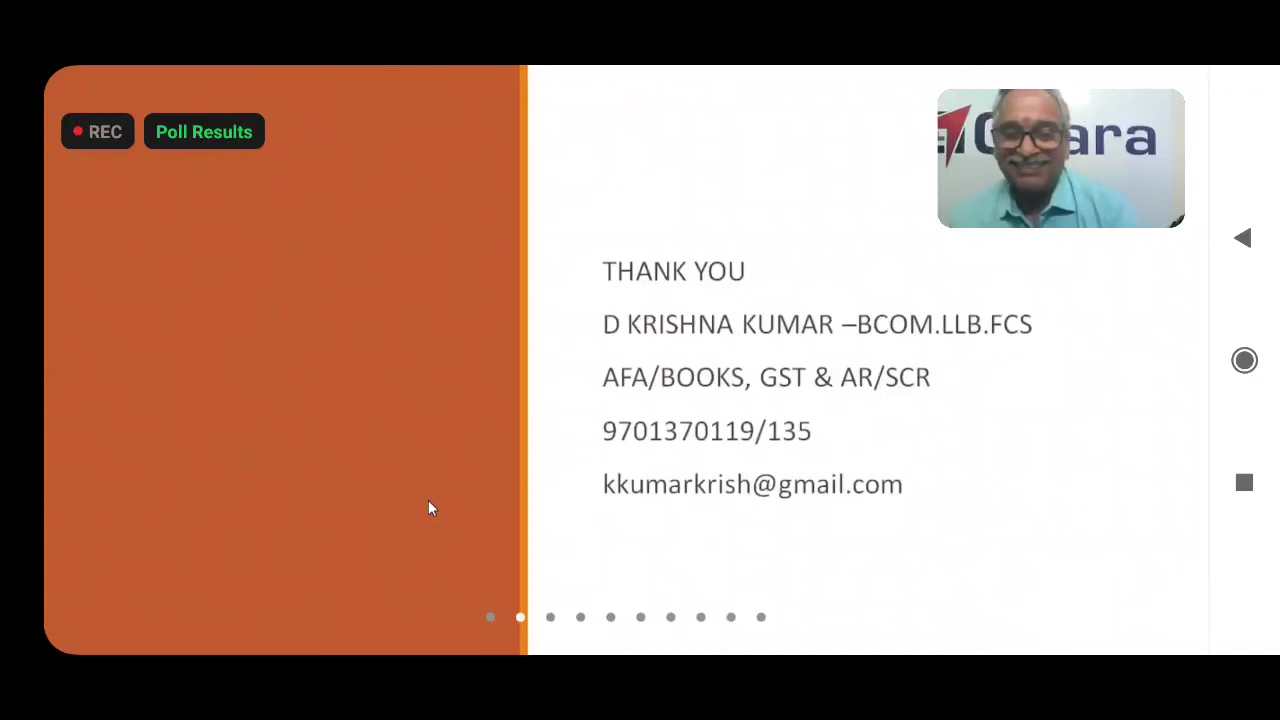 REC
Poll Results
THANK YOU
D KRISHNA KUMAR –BCOM.LLB.FCS
AFA/BOOKS, GST & AR/SCR
9701370119/135
kkumarkrish@gmail.com